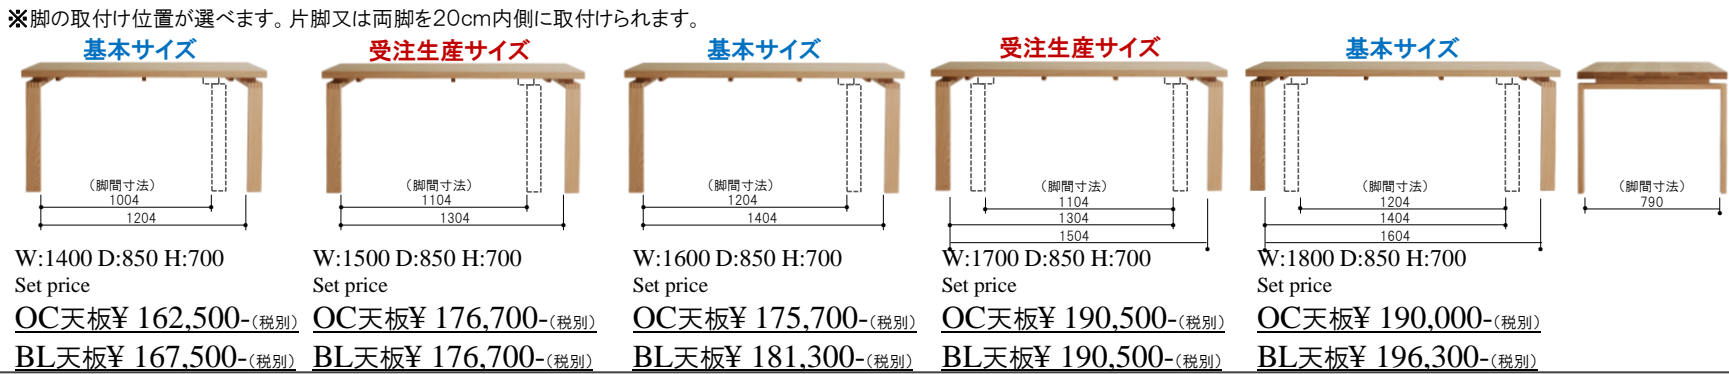 ※脚の取付け位置が選べます。片脚又は両脚を20cm内側に取付けられます。
基本サイズ
受注生産サイズ
基本サイズ
受注生産サイズ
基本サイズ
(脚間寸法)
1004
1204
(脚間寸法)
1104
1304
(脚間寸法)
1204
1404
(脚間寸法)
1104
1304
1504
(脚間寸法)
1204
1404
1604
(脚間寸法)
790
W:1400 D:850 H:700
Set price
OC天板¥ 162,500-(税別)
BL天板¥ 167,500-(税別)
W:1500 D:850 H:700
Set price
OC天板¥ 176,700-(税別)
BL天板¥ 176,700-(税別)
W:1600 D:850 H:700
Set price
OC天板¥ 175,700-(税別)
BL天板¥ 181,300-(税別)
W:1700 D:850 H:700
Set price
OC天板¥ 190,500-(税別)
BL天板¥ 190,500-(税別)
W:1800 D:850 H:700
Set price
OC天板¥ 190,000-(税別)
BL天板¥ 196,300-(税別)